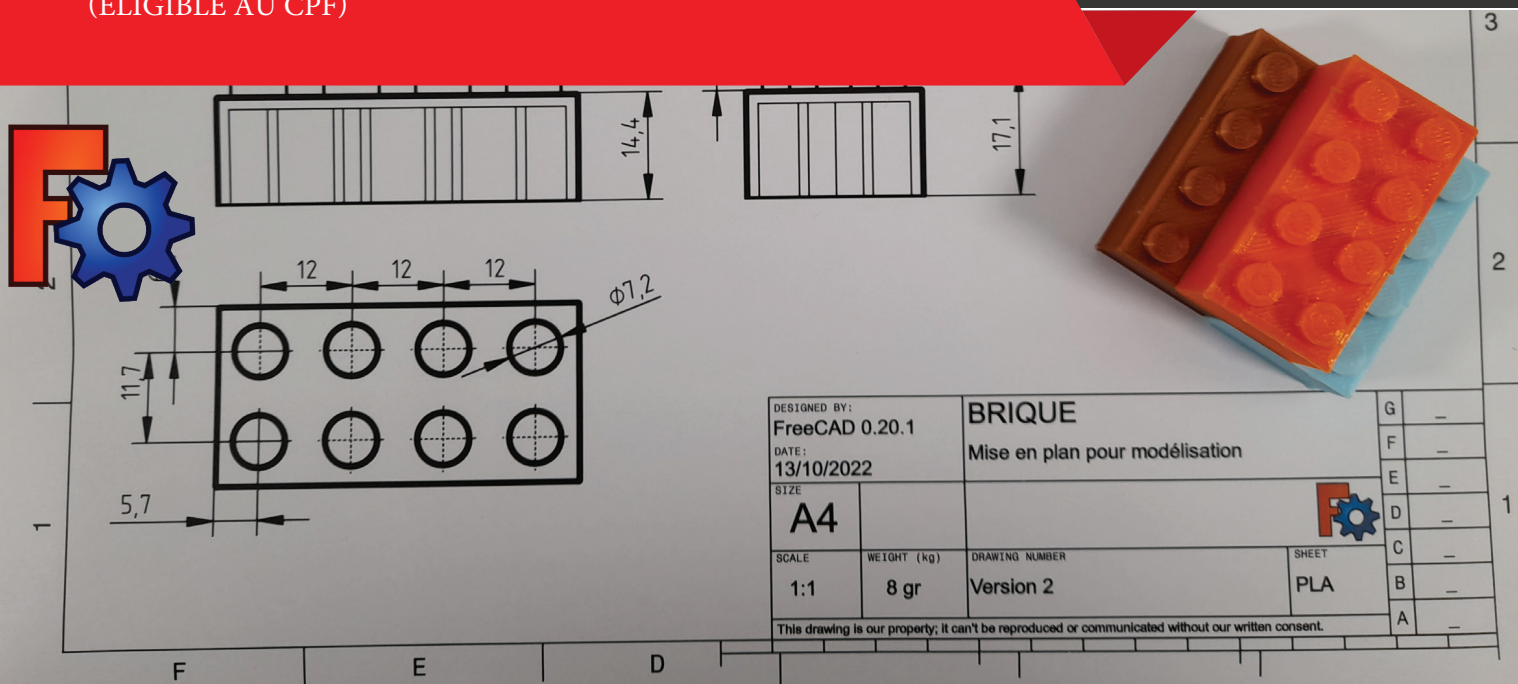 (ÉLIGIBLE AU CPF)
3
14,4
17,1
2
12 12 12
Φ7,2
11,7
5,7
1
DESIGNED BY:
FreeCAD 0.20.1
DATE:
13/10/2022
BRIQUE
Mise en plan pour modélisation
SIZE
A4
SCALE
1:1
WEIGHT (kg)
8 gr
DRAWING NUMBER
Version 2
SHEET
PLA
This drawing is our property; it can't be reproduced or communicated without our written consent.
G _
F _
E _
D _
C _
B _
A _
1
F E D